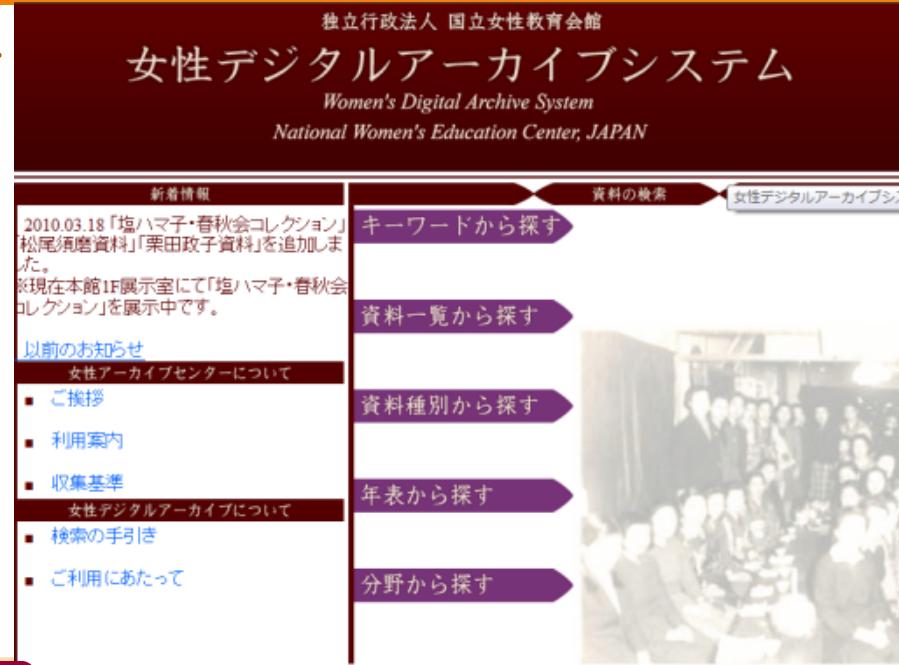 独立行政法人 国立女性教育会館
女性デジタルアーカイブシステム
Women's Digital Archive System
National Women's Education Center, JAPAN
新着情報
2010.03.18「塩ハマ子・春秋会コレクション」
「松尾須磨資料」「栗田政子資料」を追加しま
した。
※現在本館1F展示室にて「塩ハマ子・春秋会
コレクション」を展示中です。
以前のお知らせ
女性アーカイブセンターについて
ご挨拶
利用案内
収集基準
女性デジタルアーカイブについて
検索の手引き
ご利用にあたって
資料の検索
女性デジタルアーカイブシス
キーワードから探す
資料一覧から探す
資料種別から探す
年表から探す
分野から探す